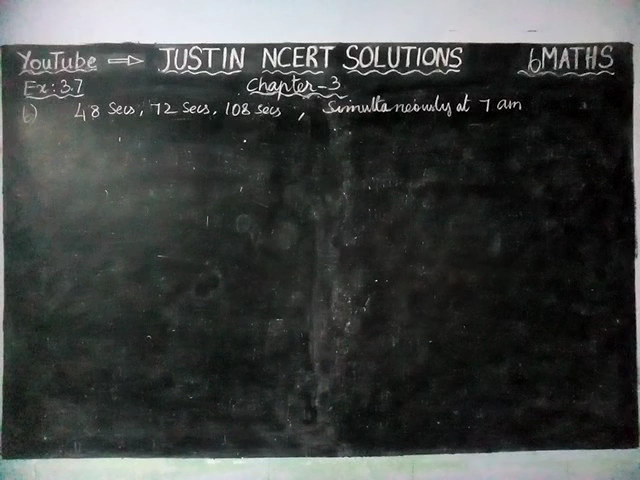 YouTube ⇒ JUSTIN NCERT SOLUTIONS 6MATHS
Ex: 3.7 Chapter-3
6) 48 Secs, 72 Secs, 108 secs , Simultaneously at 7 am